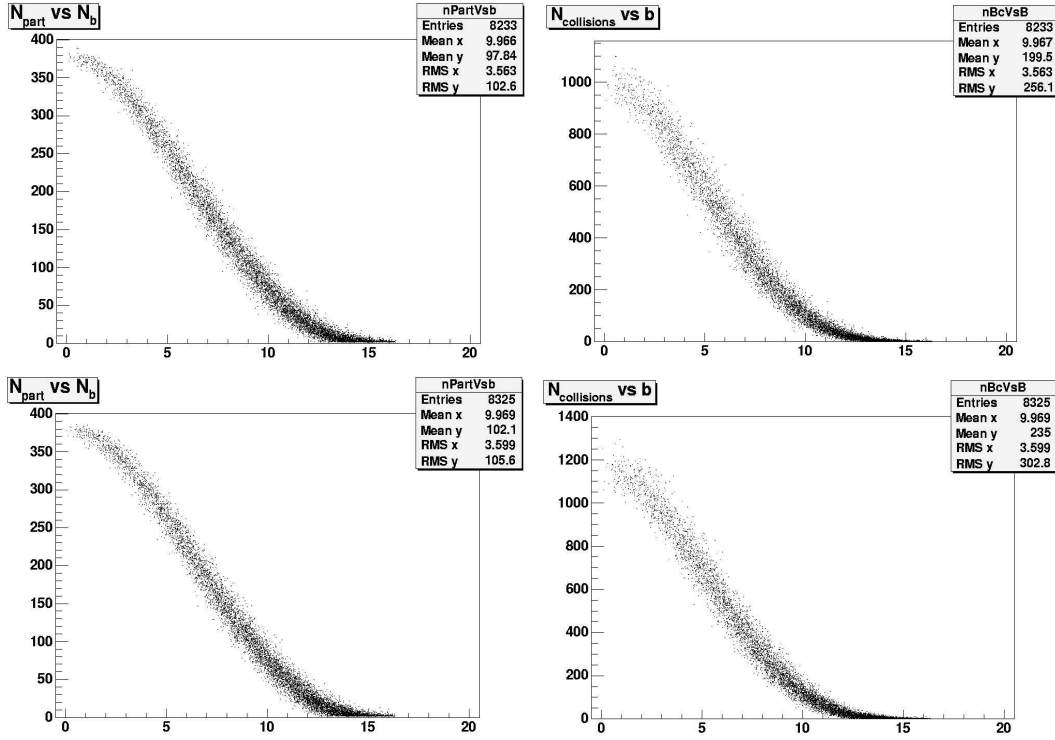 N_part vs N_b
nPartVsb
Entries 8233
Mean x 9.966
Mean y 97.84
RMS x 3.563
RMS y 102.6
400
350
300
250
200
150
100
50
0
0 5 10 15 20
N_collisions vs b
nBcVsB
Entries 8233
Mean x 9.967
Mean y 199.5
RMS x 3.563
RMS y 256.1
1000
800
600
400
200
0
0 5 10 15 20
N_part vs N_b
nPartVsb
Entries 8325
Mean x 9.969
Mean y 102.1
RMS x 3.599
RMS y 105.6
400
350
300
250
200
150
100
50
0
0 5 10 15 20
N_collisions vs b
nBcVsB
Entries 8325
Mean x 9.969
Mean y 235
RMS x 3.599
RMS y 302.8
1400
1200
1000
800
600
400
200
0
0 5 10 15 20